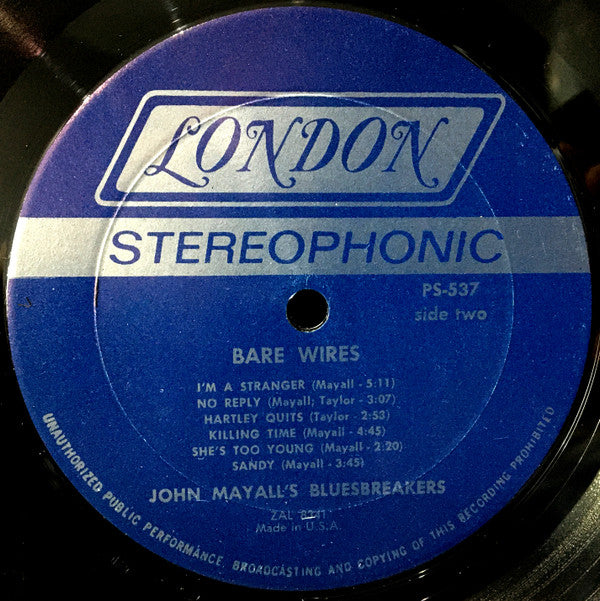 LONDON
STEREOPHONIC
PS-537
side two
BARE WIRES
I'M A STRANGER (Mayall - 5:11)
NO REPLY (Mayall; Taylor - 3:07)
HARTLEY QUITS (Taylor - 2:53)
KILLING TIME (Mayall - 4:45)
SHE'S TOO YOUNG (Mayall - 2:20)
SANDY (Mayall - 3:45)
JOHN MAYALL'S BLUESBREAKERS
ZAL 8241
Made in U.S.A.
UNAUTHORIZED PUBLIC PERFORMANCE, BROADCASTING AND COPYING OF THIS RECORDING PROHIBITED